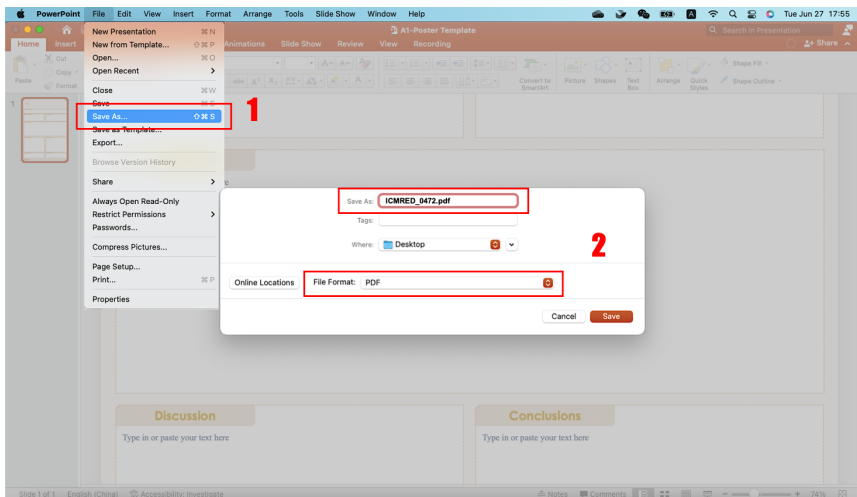 PowerPoint File Edit View Insert Format Arrange Tools Slide Show Window Help A Tue Jun 27 17:55
A1-Poster Template
Search in Presentation
Home Insert Animations Slide Show Review View Recording Share
New Presentation ⌘ N
New from Template... ⇧ ⌘ P
Open... ⌘ O
Open Recent >
Close ⌘ W
Save ⌘ S
Save As... ⇧ ⌘ S
Save as Template...
Export...
Browse Version History
Share >
Always Open Read-Only
Restrict Permissions >
Passwords...
Compress Pictures...
Page Setup...
Print... ⌘ P
Properties
Paste
Cut
Copy
Format
Convert to
SmartArt
Picture
Shapes
Text
Box
Arrange
Quick
Styles
Shape Fill
Shape Outline
1
1
Save As: ICMRED_0472.pdf
Tags:
Where: Desktop
2
Online Locations File Format: PDF
Cancel Save
Discussion
Type in or paste your text here
Conclusions
Type in or paste your text here
Slide 1 of 1 English (China) Accessibility: Investigate Notes Comments 74%